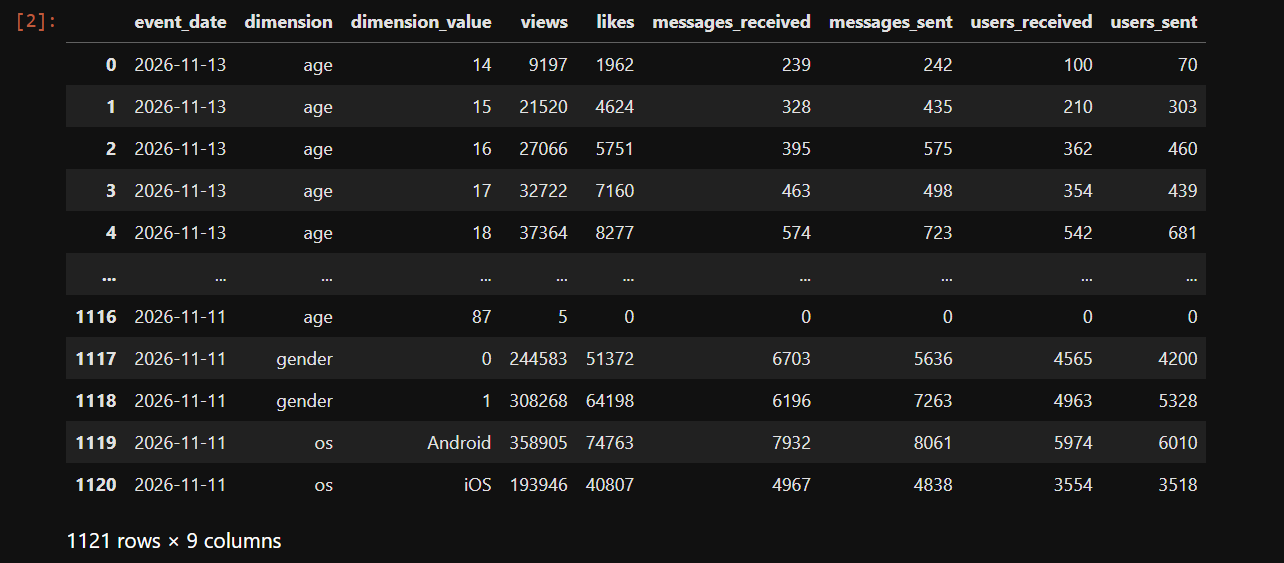 [2]: event_date dimension dimension_value views likes messages_received messages_sent users_received users_sent
0 2026-11-13 age 14 9197 1962 239 242 100 70
1 2026-11-13 age 15 21520 4624 328 435 210 303
2 2026-11-13 age 16 27066 5751 395 575 362 460
3 2026-11-13 age 17 32722 7160 463 498 354 439
4 2026-11-13 age 18 37364 8277 574 723 542 681
... ... ... ... ... ... ... ... ... ...
1116 2026-11-11 age 87 5 0 0 0 0 0
1117 2026-11-11 gender 0 244583 51372 6703 5636 4565 4200
1118 2026-11-11 gender 1 308268 64198 6196 7263 4963 5328
1119 2026-11-11 os Android 358905 74763 7932 8061 5974 6010
1120 2026-11-11 os iOS 193946 40807 4967 4838 3554 3518
1121 rows × 9 columns